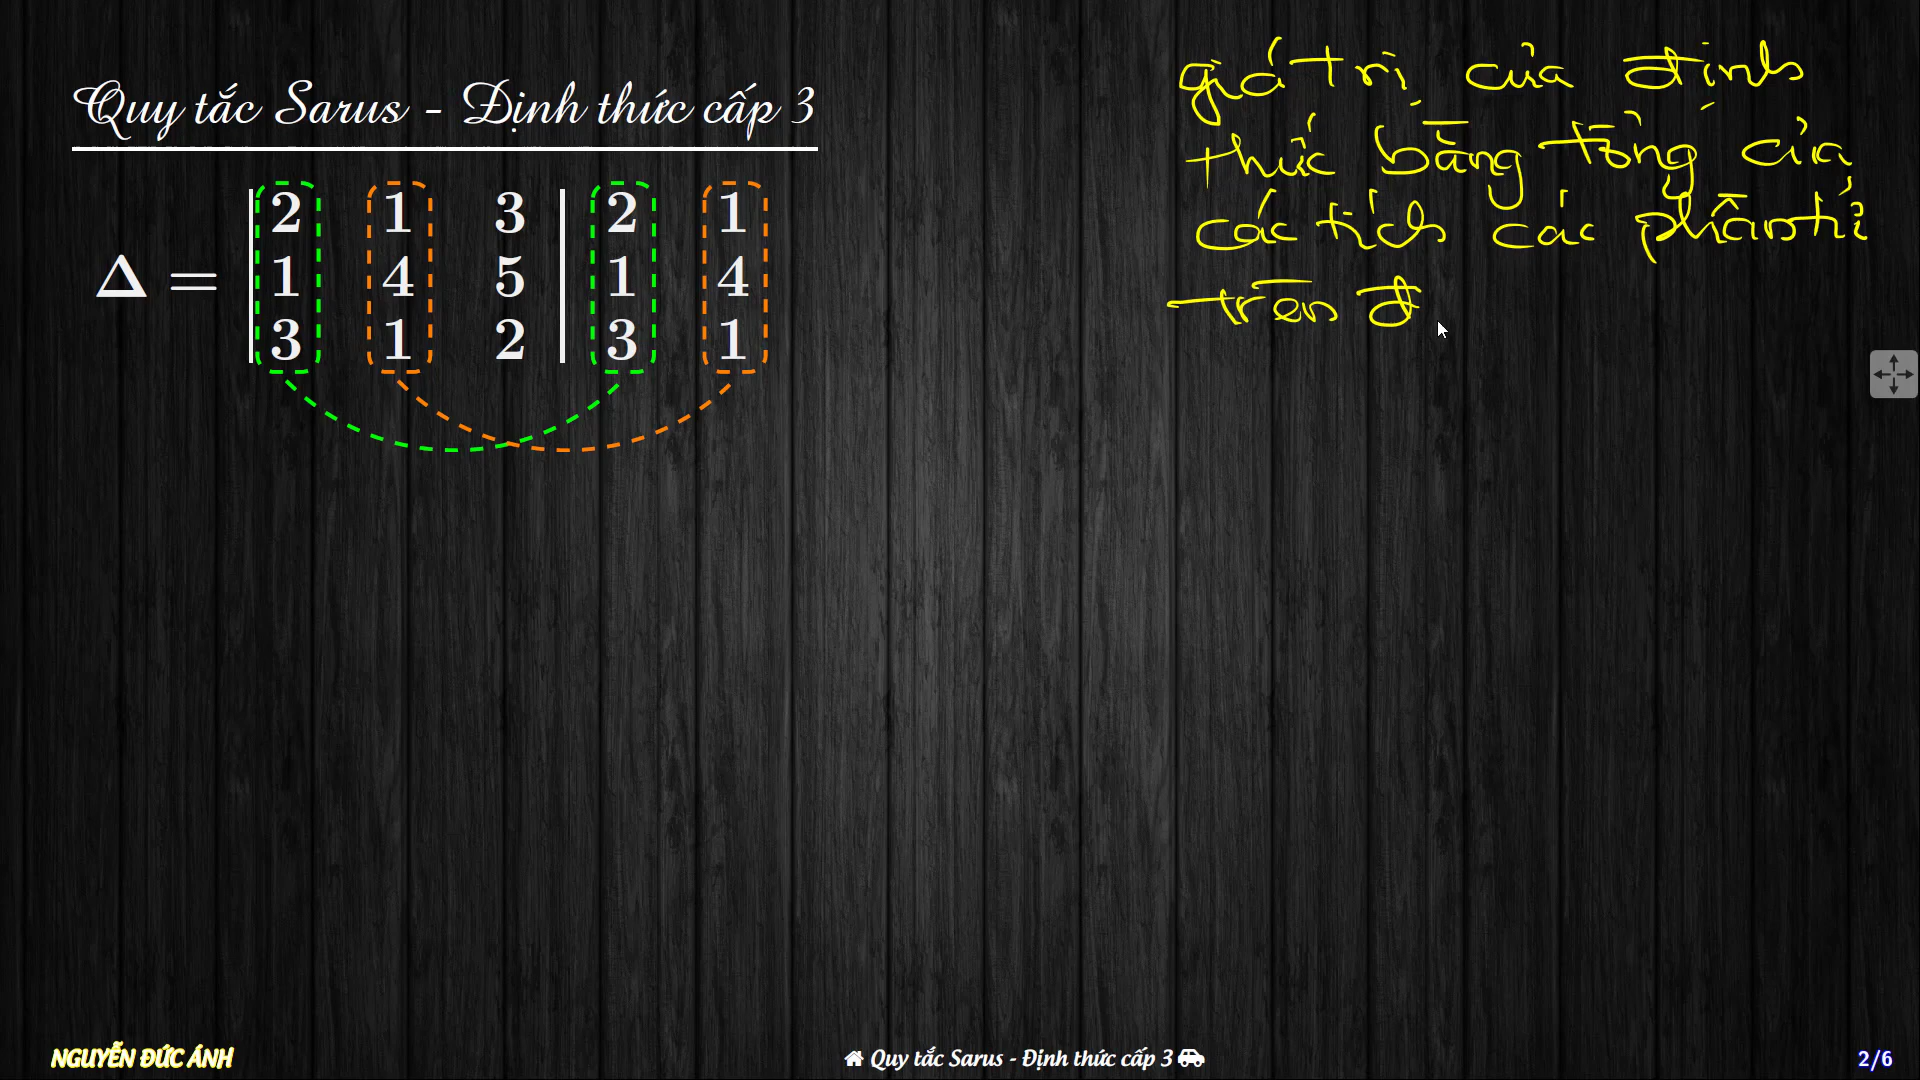 Quy tắc Sarus - Định thức cấp 3
2 1 3 2 1
Δ = 1 4 5 1 4
3 1 2 3 1
giá trị của định
thức bằng tổng của
các tích các phần tử
trên đ
NGUYỄN ĐỨC ÁNH
Quy tắc Sarus - Định thức cấp 3
2/6